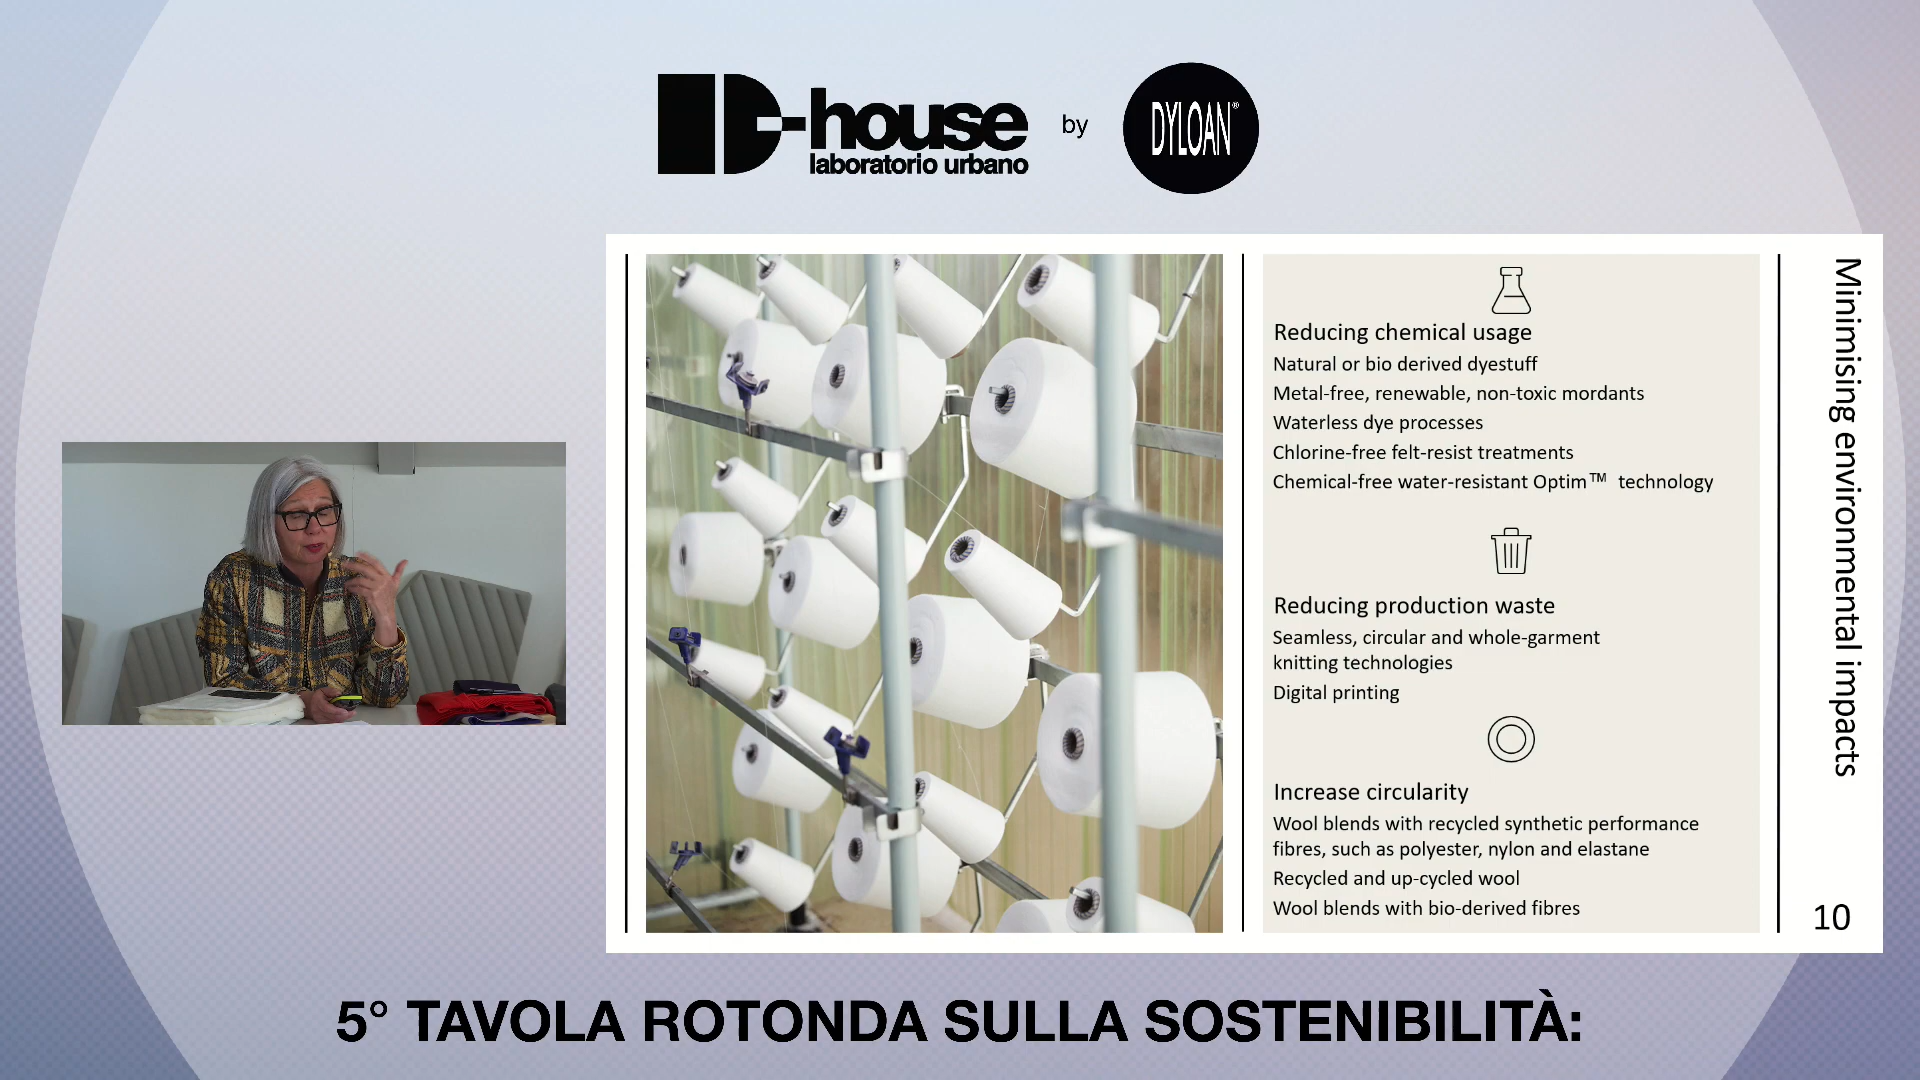 D-house
laboratorio urbano
by
DYLOAN®
Reducing chemical usage
Natural or bio derived dyestuff
Metal-free, renewable, non-toxic mordants
Waterless dye processes
Chlorine-free felt-resist treatments
Chemical-free water-resistant Optim™ technology
Reducing production waste
Seamless, circular and whole-garment
knitting technologies
Digital printing
Increase circularity
Wool blends with recycled synthetic performance
fibres, such as polyester, nylon and elastane
Recycled and up-cycled wool
Wool blends with bio-derived fibres
Minimising environmental impacts
10
5° TAVOLA ROTONDA SULLA SOSTENIBILITÀ: